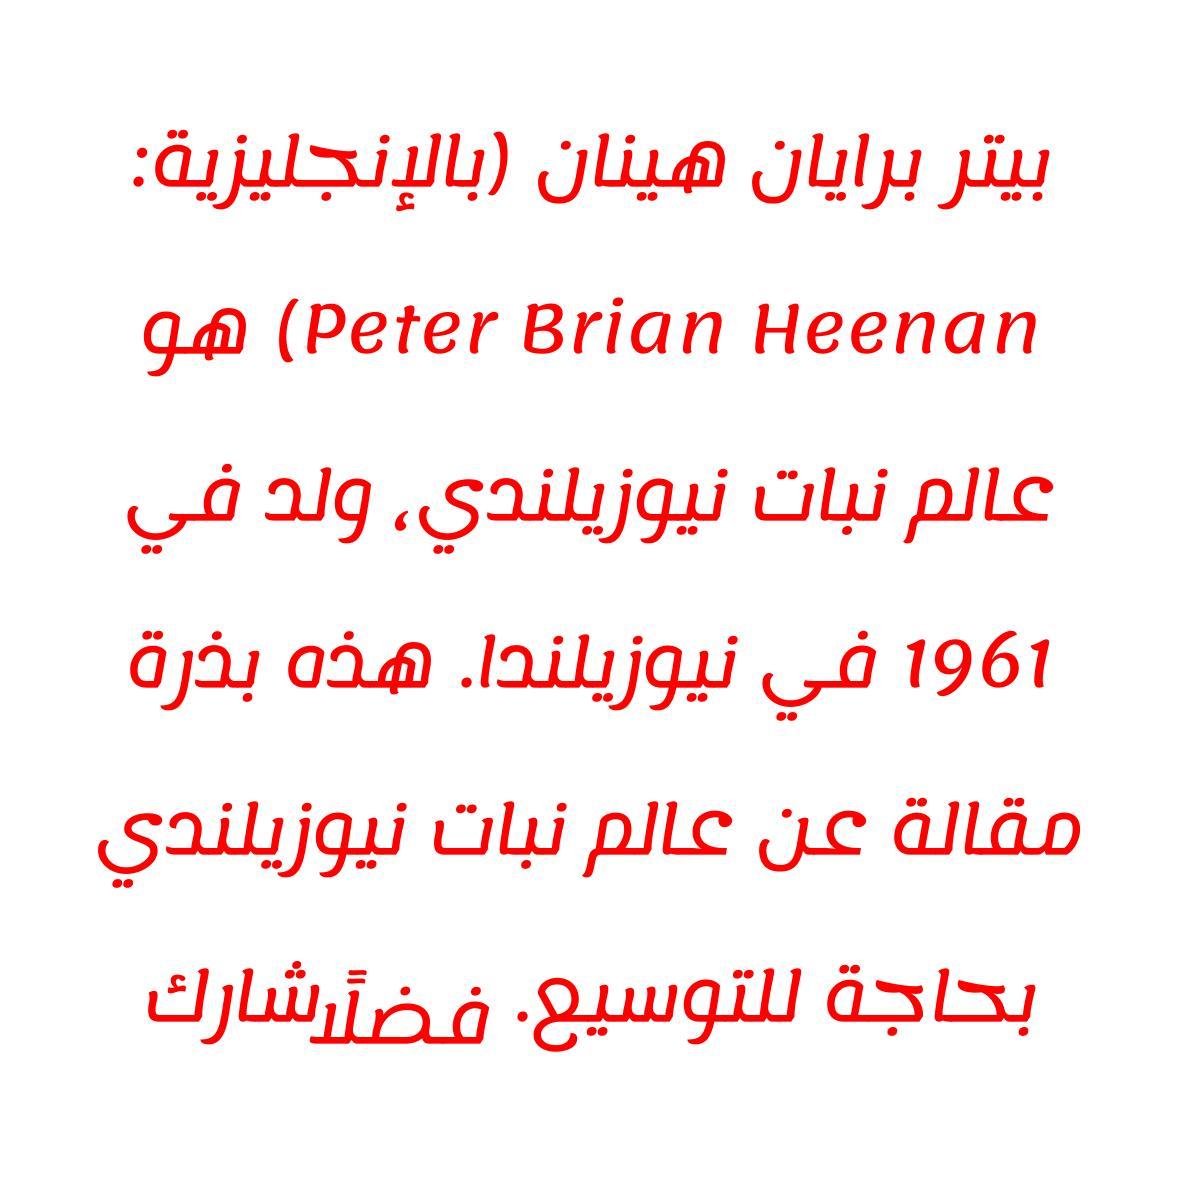 بيتر برايان هينان (بالإنجليزية:
Peter Brian Heenan) هو
عالم نبات نيوزيلندي، ولد في
1961 في نيوزيلندا. هذه بذرة
مقالة عن عالم نبات نيوزيلندي
بحاجة للتوسيع. فضلًا شارك